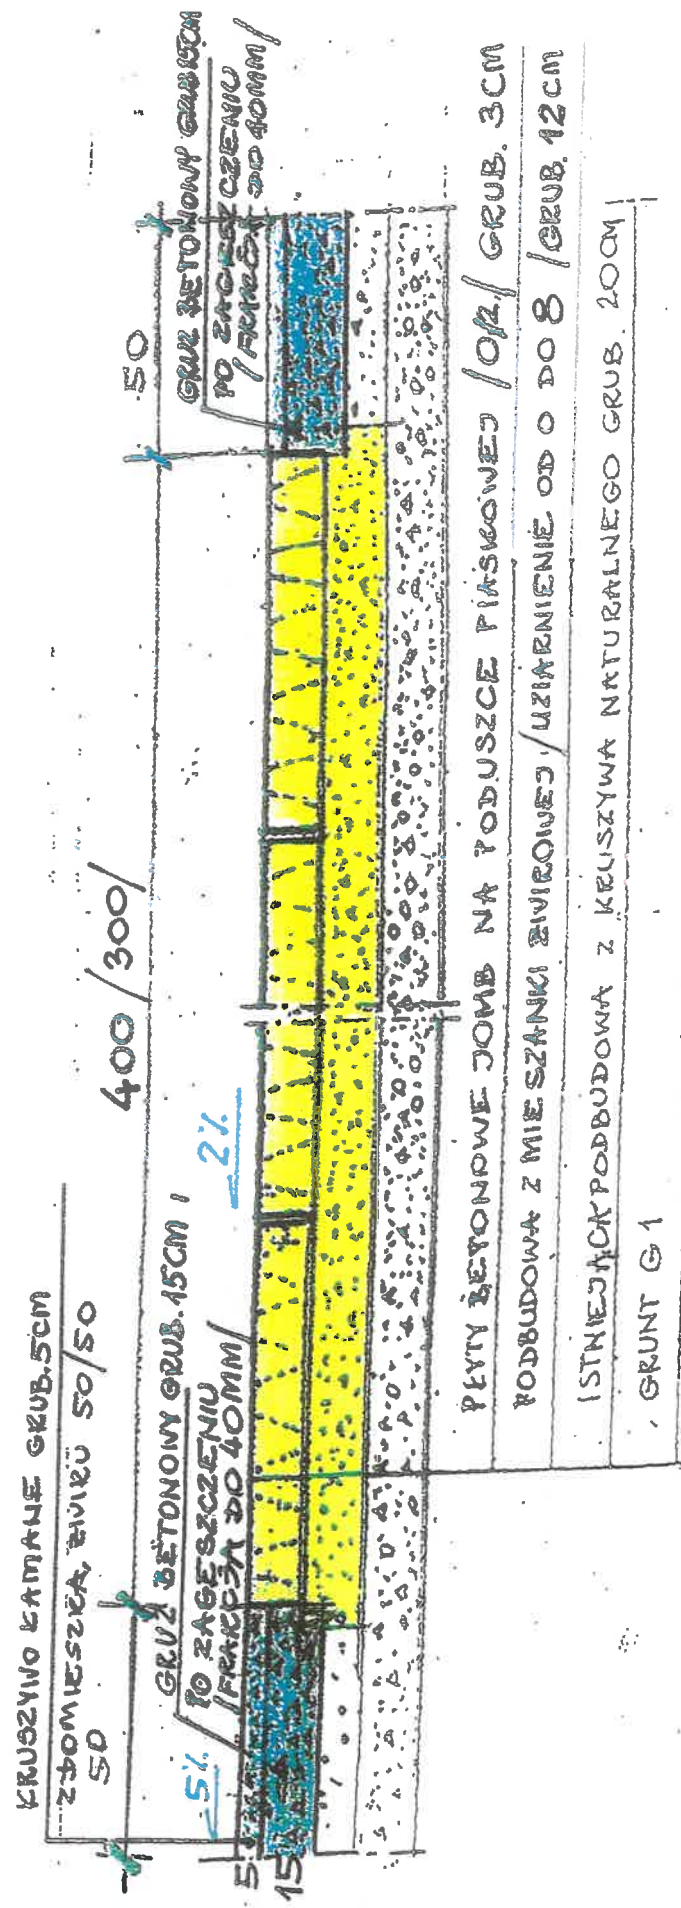 KRUSZYWO ŁAMANE GRUB.5CM
Z DOMIESZKĄ ŻWIRU 50/50
50
400/300/
50
GRUZ BETONOWY GRUB.15CM
PO ZAGĘSZCZENIU
/FRAKCJA DO 40MM/
5%
2%
GRUZ BETONOWY GRUB 15CM
PO ZAGĘSZCZENIU
/FRAKCJA DO 40MM/
5
15
PŁYTY BETONOWE JOMB NA PODUSZCE PIASKOWEJ / GRUB. 3CM
PODBUDOWA Z MIESZANKI ŻWIROWEJ /UZIARNIENIE OD 0 DO 8 /GRUB. 12CM
ISTNIEJĄCA PODBUDOWA Z KRUSZYWA NATURALNEGO GRUB. 20CM
GRUNT G1